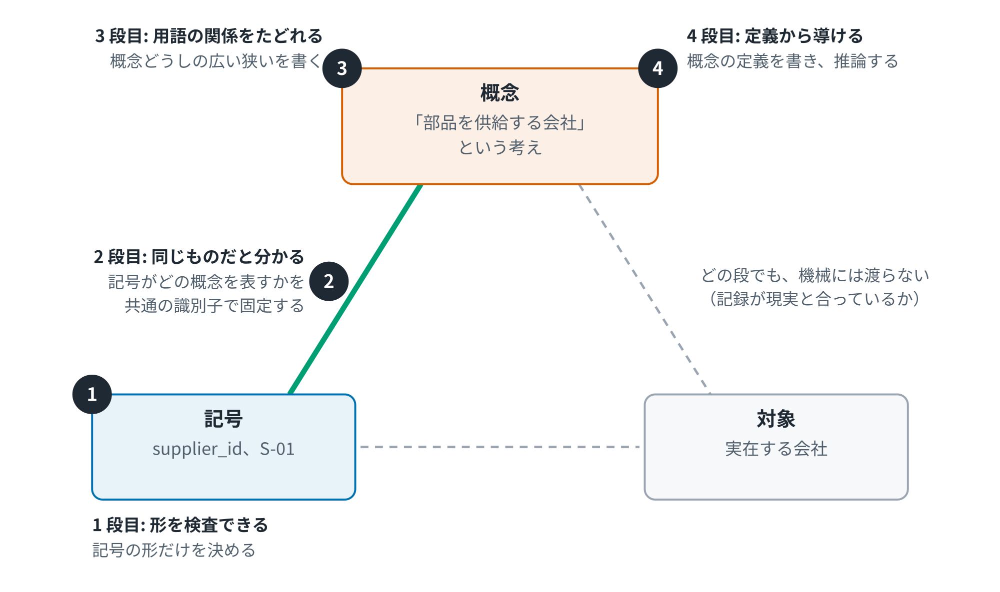 3 段目: 用語の関係をたどれる
概念どうしの広い狭いを書く
3
4
4 段目: 定義から導ける
概念の定義を書き、推論する
概念
「部品を供給する会社」
という考え
2 段目: 同じものだと分かる
記号がどの概念を表すかを
共通の識別子で固定する
2
どの段でも、機械には渡らない
（記録が現実と合っているか）
1
記号
supplier_id、S-01
対象
実在する会社
1 段目: 形を検査できる
記号の形だけを決める